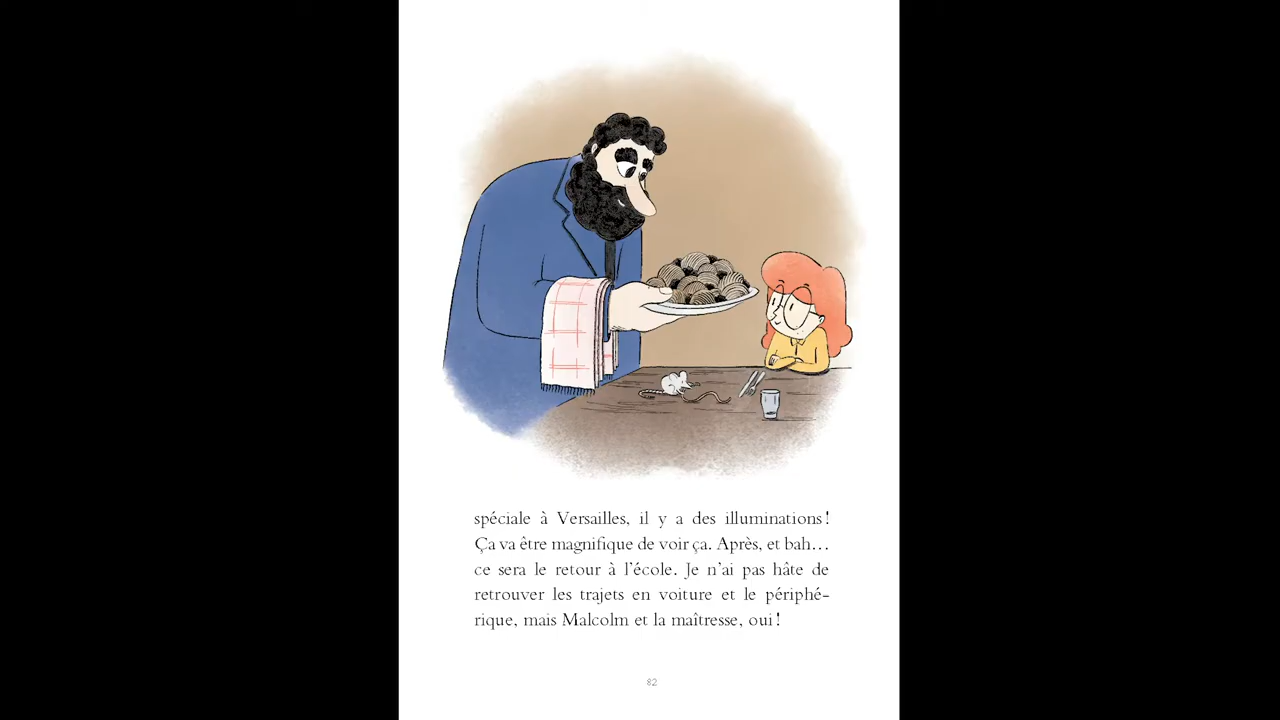 spéciale à Versailles, il y a des illuminations !
Ça va être magnifique de voir ça. Après, et bah…
ce sera le retour à l’école. Je n’ai pas hâte de
retrouver les trajets en voiture et le périphé-
rique, mais Malcolm et la maîtresse, oui !
82